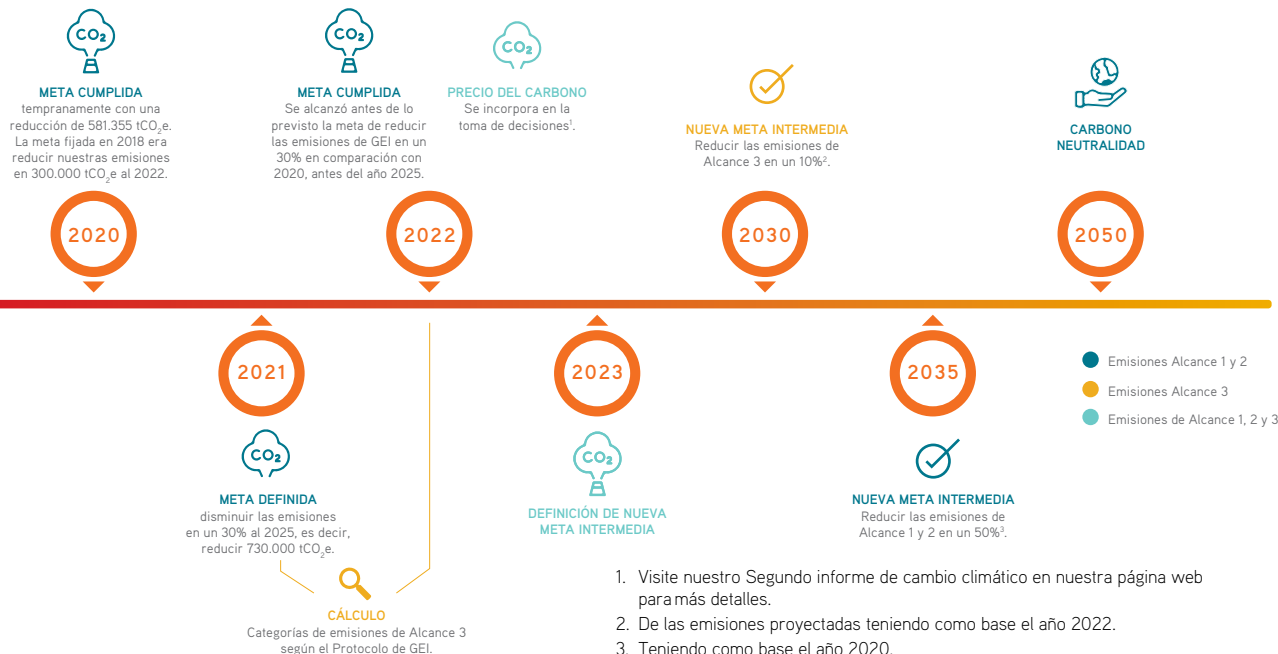 CO₂
META CUMPLIDA
tempranamente con una
reducción de 581.355 tCO₂e.
La meta fijada en 2018 era
reducir nuestras emisiones
en 300.000 tCO₂e al 2022.
2020
CO₂
META CUMPLIDA
Se alcanzó antes de lo
previsto la meta de reducir
las emisiones de GEI en un
30% en comparación con
2020, antes del año 2025.
CO₂
PRECIO DEL CARBONO
Se incorpora en la
toma de decisiones¹.
2022
NUEVA META INTERMEDIA
Reducir las emisiones de
Alcance 3 en un 10%².
2030
CARBONO
NEUTRALIDAD
2050
2021
CO₂
META DEFINIDA
disminuir las emisiones
en un 30% al 2025, es decir,
reducir 730.000 tCO₂e.
CÁLCULO
Categorías de emisiones de Alcance 3
según el Protocolo de GEI.
2023
CO₂
DEFINICIÓN DE NUEVA
META INTERMEDIA
2035
NUEVA META INTERMEDIA
Reducir las emisiones de
Alcance 1 y 2 en un 50%³.
Emisiones Alcance 1 y 2
Emisiones Alcance 3
Emisiones de Alcance 1, 2 y 3
1. Visite nuestro Segundo informe de cambio climático en nuestra página web
para más detalles.
2. De las emisiones proyectadas teniendo como base el año 2022.
3. Teniendo como base el año 2020.